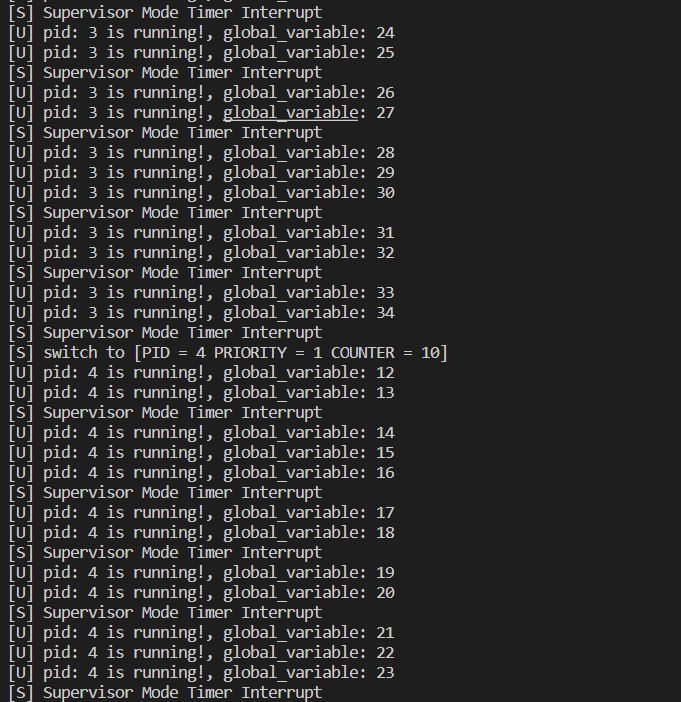 [S] Supervisor Mode Timer Interrupt
[U] pid: 3 is running!, global_variable: 24
[U] pid: 3 is running!, global_variable: 25
[S] Supervisor Mode Timer Interrupt
[U] pid: 3 is running!, global_variable: 26
[U] pid: 3 is running!, global_variable: 27
[S] Supervisor Mode Timer Interrupt
[U] pid: 3 is running!, global_variable: 28
[U] pid: 3 is running!, global_variable: 29
[U] pid: 3 is running!, global_variable: 30
[S] Supervisor Mode Timer Interrupt
[U] pid: 3 is running!, global_variable: 31
[U] pid: 3 is running!, global_variable: 32
[S] Supervisor Mode Timer Interrupt
[U] pid: 3 is running!, global_variable: 33
[U] pid: 3 is running!, global_variable: 34
[S] Supervisor Mode Timer Interrupt
[S] switch to [PID = 4 PRIORITY = 1 COUNTER = 10]
[U] pid: 4 is running!, global_variable: 12
[U] pid: 4 is running!, global_variable: 13
[S] Supervisor Mode Timer Interrupt
[U] pid: 4 is running!, global_variable: 14
[U] pid: 4 is running!, global_variable: 15
[U] pid: 4 is running!, global_variable: 16
[S] Supervisor Mode Timer Interrupt
[U] pid: 4 is running!, global_variable: 17
[U] pid: 4 is running!, global_variable: 18
[S] Supervisor Mode Timer Interrupt
[U] pid: 4 is running!, global_variable: 19
[U] pid: 4 is running!, global_variable: 20
[S] Supervisor Mode Timer Interrupt
[U] pid: 4 is running!, global_variable: 21
[U] pid: 4 is running!, global_variable: 22
[U] pid: 4 is running!, global_variable: 23
[S] Supervisor Mode Timer Interrupt